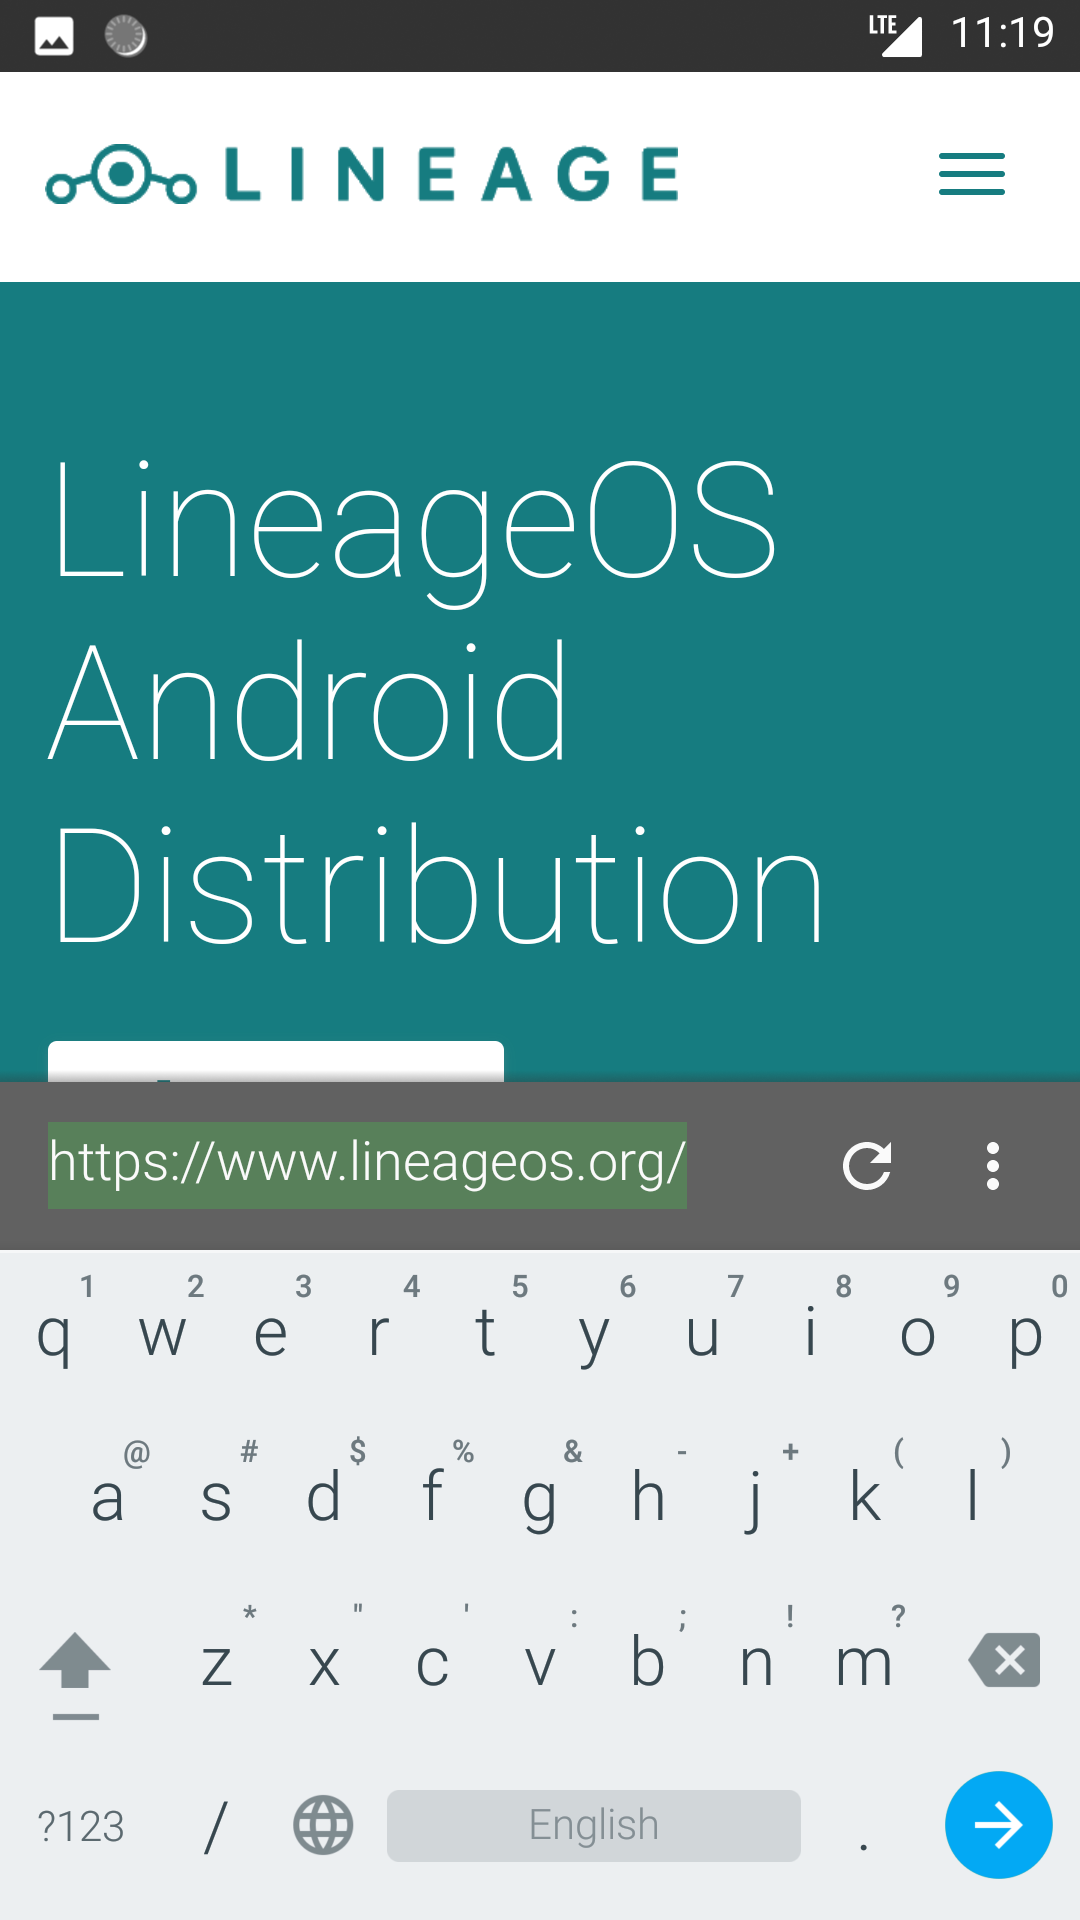 LTE 11:19
LINEAGE
LineageOS
Android
Distribution
https://www.lineageos.org/
1 2 3 4 5 6 7 8 9 0
q w e r t y u i o p
@ # $ % & - + ( )
a s d f g h j k l
* " ' : ; ! ?
z x c v b n m
?123 / English .